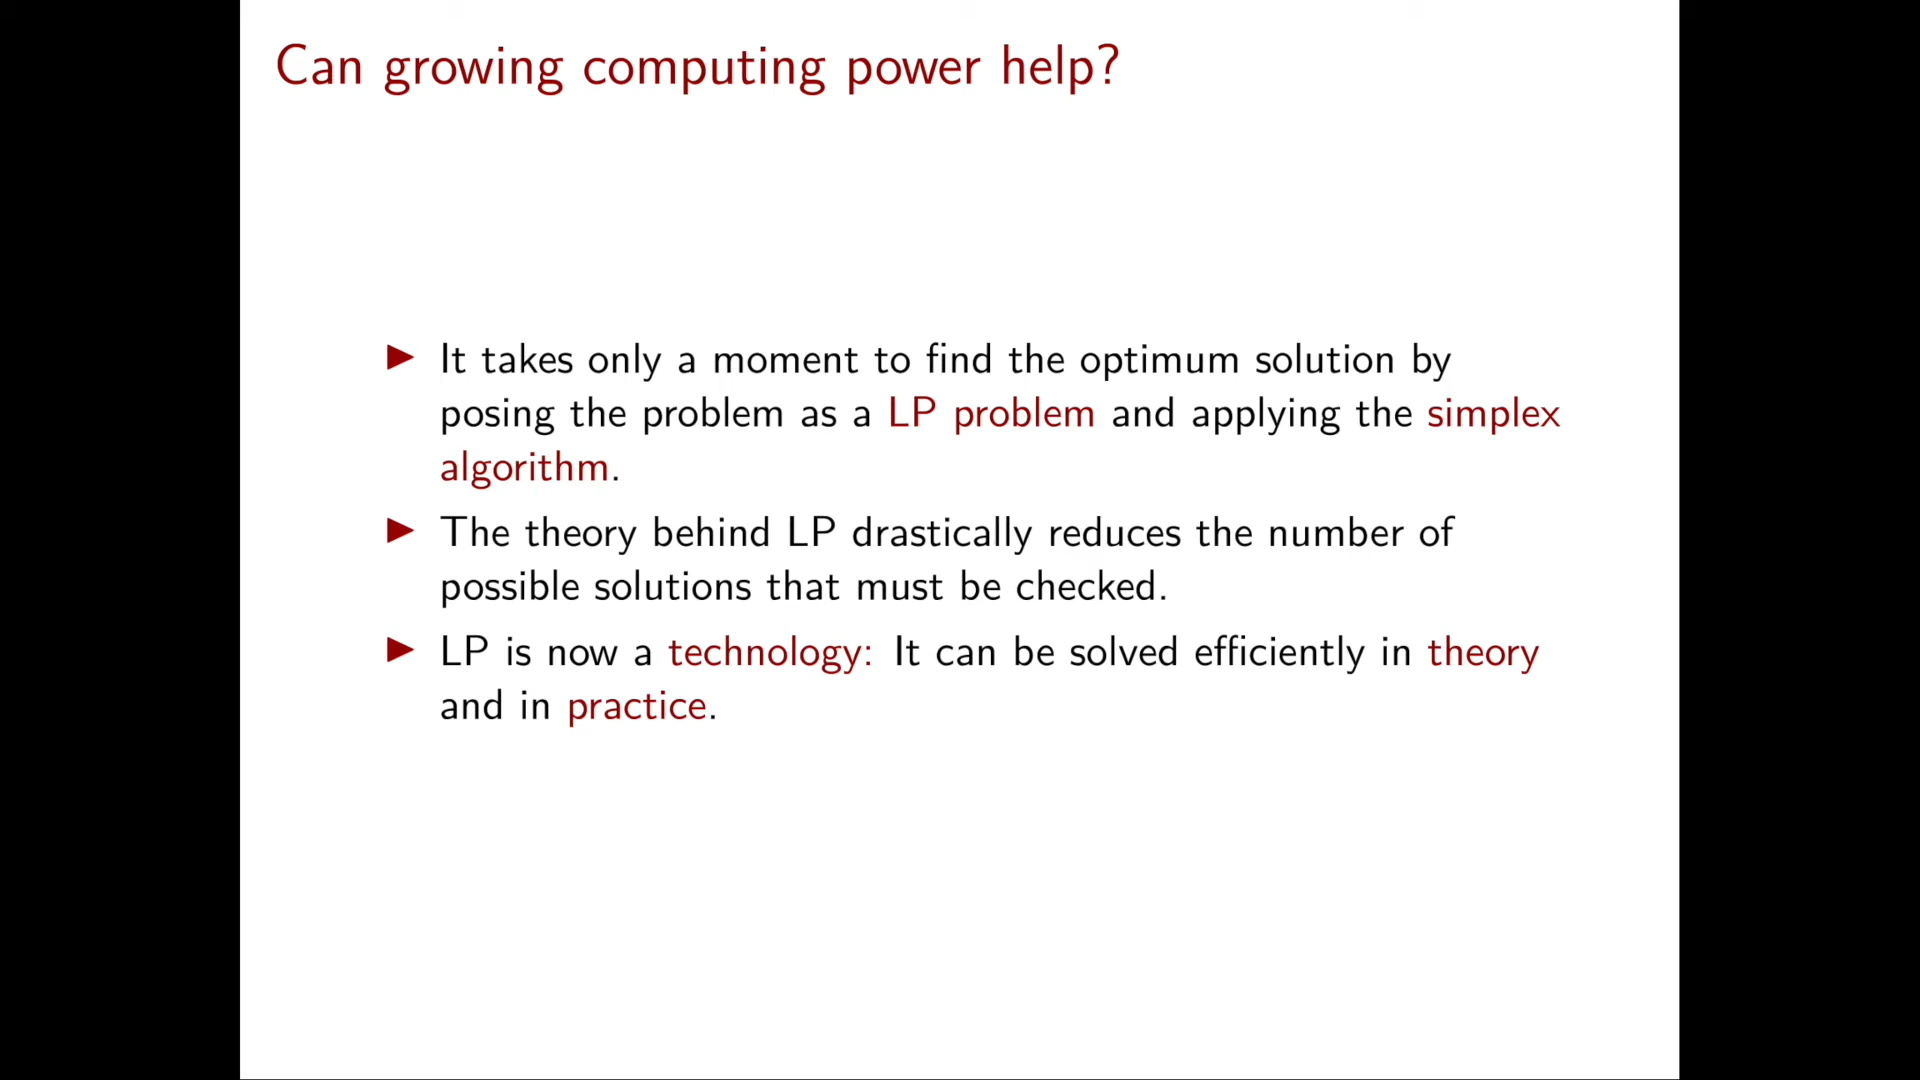 Can growing computing power help?
▶ It takes only a moment to find the optimum solution by
posing the problem as a LP problem and applying the simplex
algorithm.
▶ The theory behind LP drastically reduces the number of
possible solutions that must be checked.
▶ LP is now a technology: It can be solved efficiently in theory
and in practice.